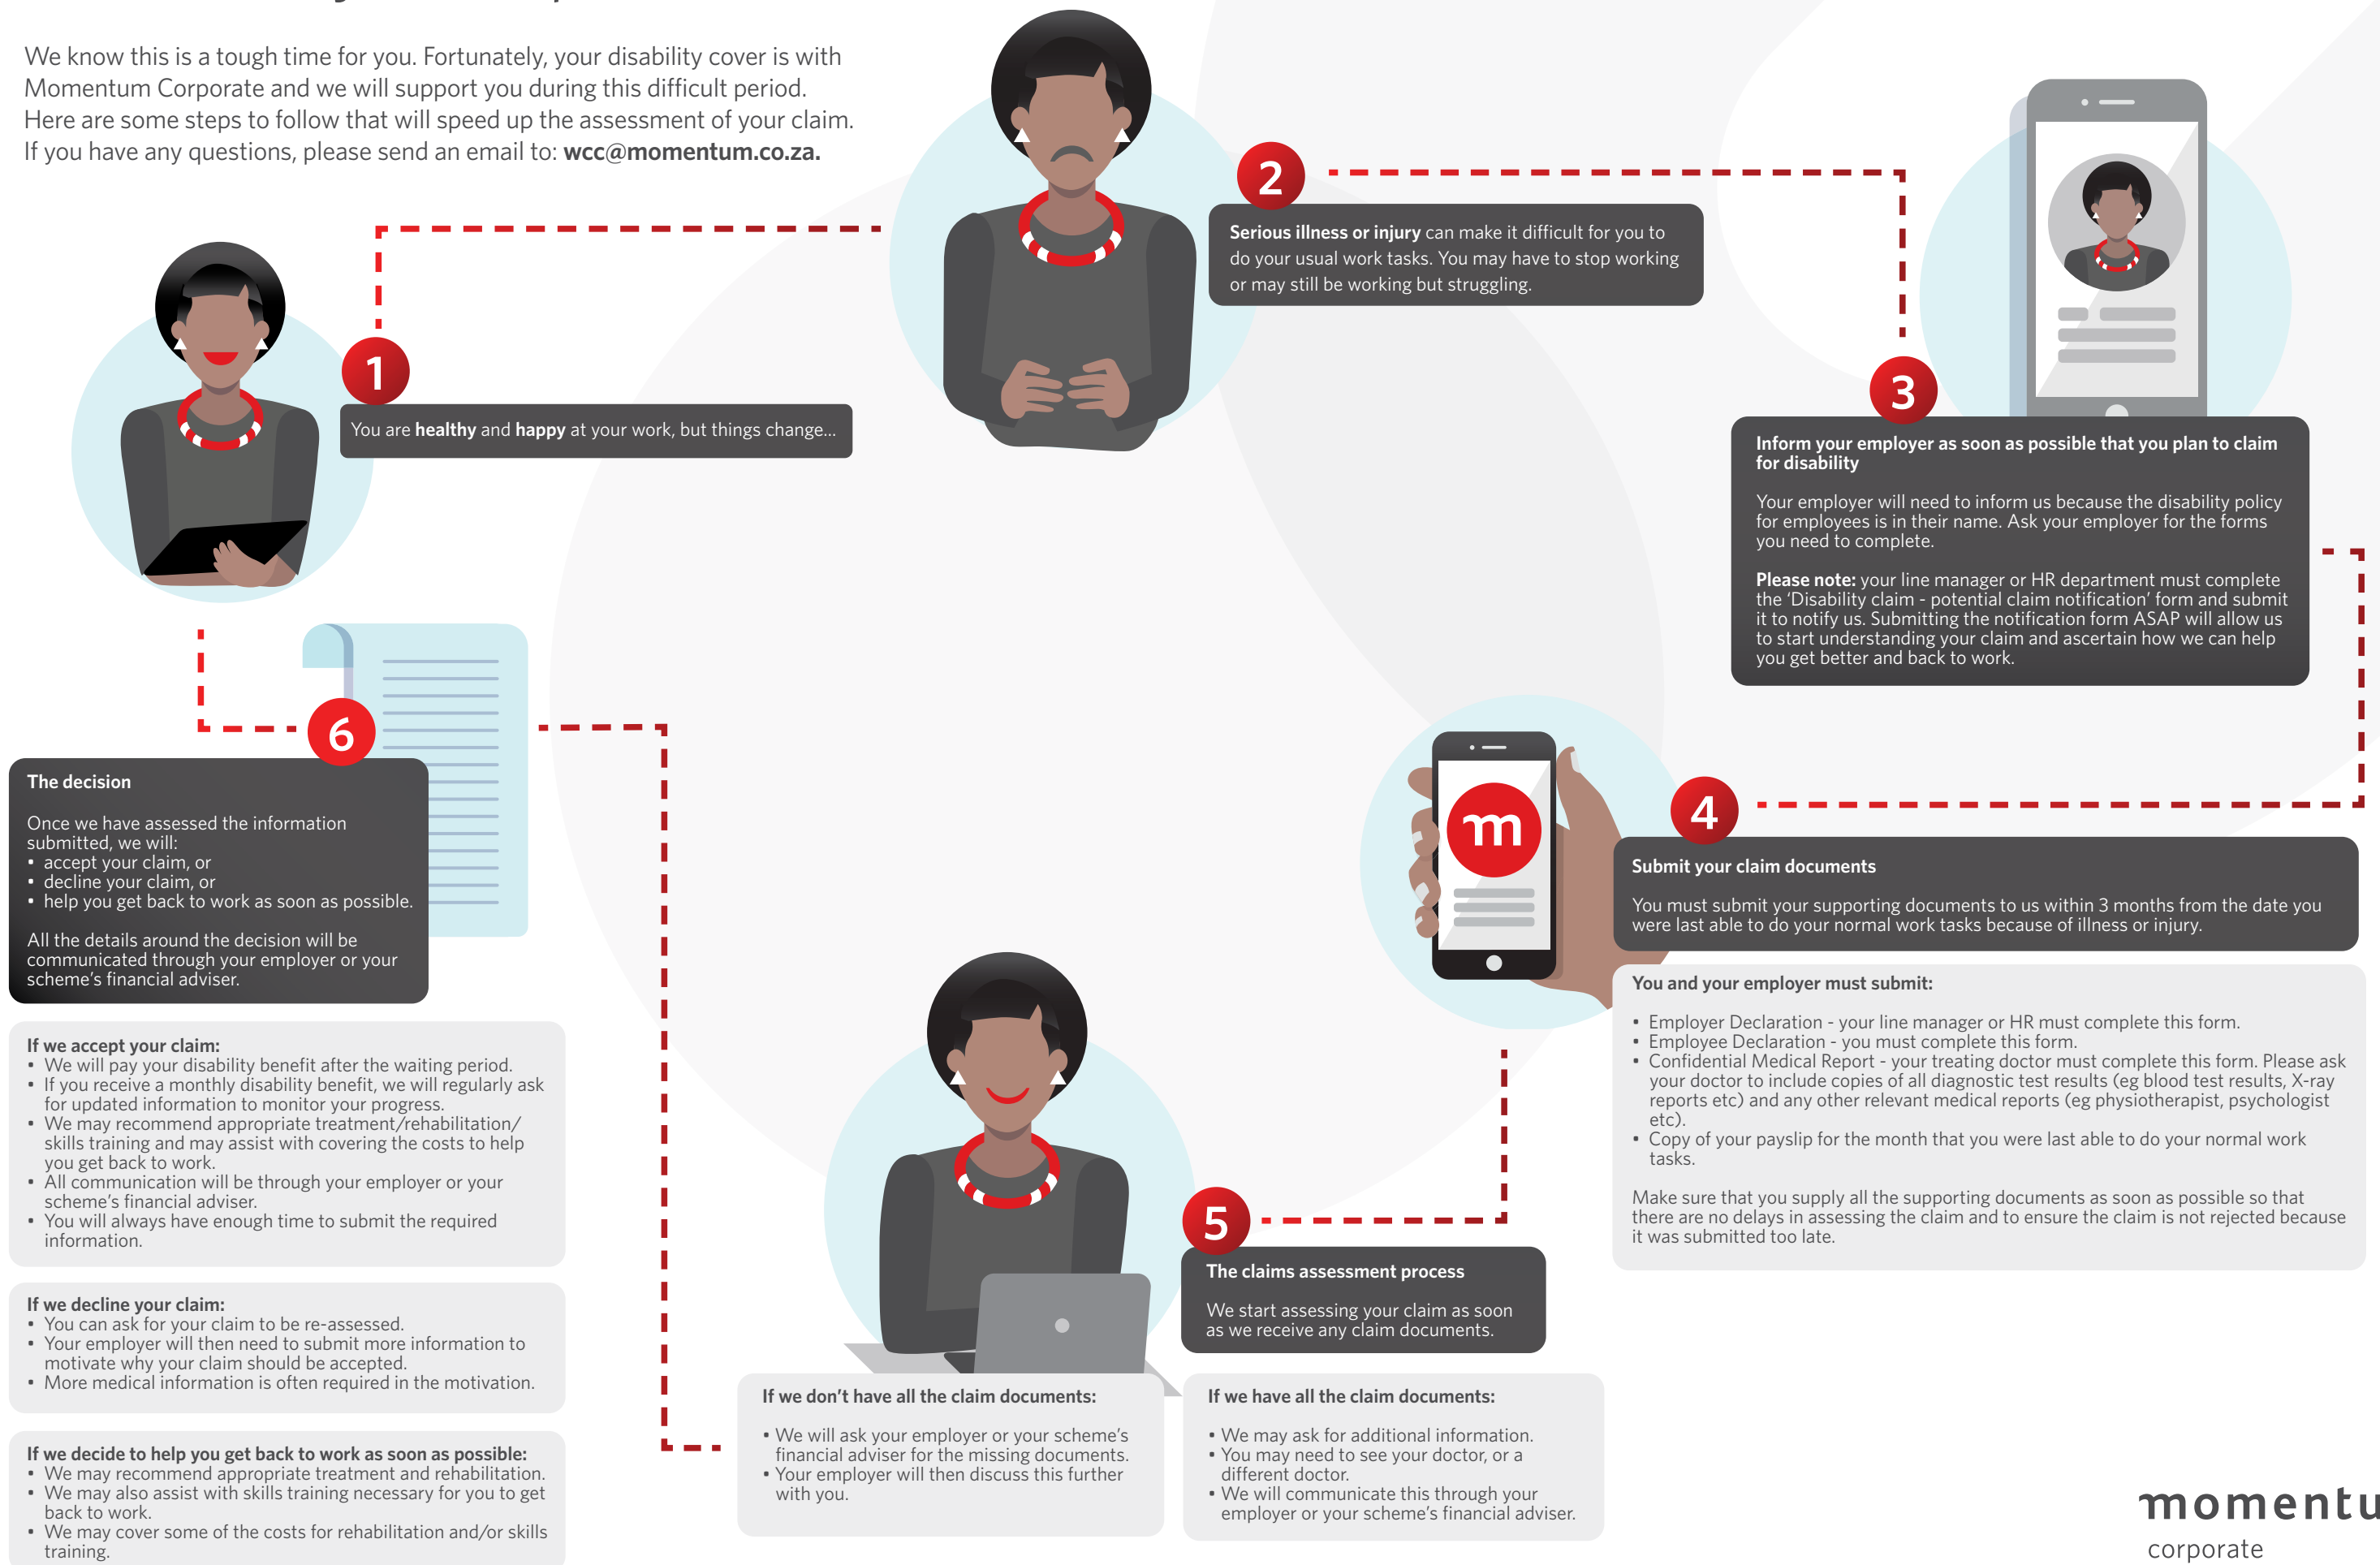 We know this is a tough time for you. Fortunately, your disability cover is with
Momentum Corporate and we will support you during this difficult period.
Here are some steps to follow that will speed up the assessment of your claim.
If you have any questions, please send an email to: wcc@momentum.co.za.
1
You are healthy and happy at your work, but things change...
2
Serious illness or injury can make it difficult for you to
do your usual work tasks. You may have to stop working
or may still be working but struggling.
3
Inform your employer as soon as possible that you plan to claim
for disability
Your employer will need to inform us because the disability policy
for employees is in their name. Ask your employer for the forms
you need to complete.
Please note: your line manager or HR department must complete
the ‘Disability claim - potential claim notification’ form and submit
it to notify us. Submitting the notification form ASAP will allow us
to start understanding your claim and ascertain how we can help
you get better and back to work.
m
4
Submit your claim documents
You must submit your supporting documents to us within 3 months from the date you
were last able to do your normal work tasks because of illness or injury.
You and your employer must submit:
• Employer Declaration - your line manager or HR must complete this form.
• Employee Declaration - you must complete this form.
• Confidential Medical Report - your treating doctor must complete this form. Please ask
your doctor to include copies of all diagnostic test results (eg blood test results, X-ray
reports etc) and any other relevant medical reports (eg physiotherapist, psychologist
etc).
• Copy of your payslip for the month that you were last able to do your normal work
tasks.
Make sure that you supply all the supporting documents as soon as possible so that
there are no delays in assessing the claim and to ensure the claim is not rejected because
it was submitted too late.
5
The claims assessment process
We start assessing your claim as soon
as we receive any claim documents.
If we don’t have all the claim documents:
• We will ask your employer or your scheme’s
financial adviser for the missing documents.
• Your employer will then discuss this further
with you.
If we have all the claim documents:
• We may ask for additional information.
• You may need to see your doctor, or a
different doctor.
• We will communicate this through your
employer or your scheme’s financial adviser.
6
The decision
Once we have assessed the information
submitted, we will:
• accept your claim, or
• decline your claim, or
• help you get back to work as soon as possible.
All the details around the decision will be
communicated through your employer or your
scheme’s financial adviser.
If we accept your claim:
• We will pay your disability benefit after the waiting period.
• If you receive a monthly disability benefit, we will regularly ask
for updated information to monitor your progress.
• We may recommend appropriate treatment/rehabilitation/
skills training and may assist with covering the costs to help
you get back to work.
• All communication will be through your employer or your
scheme’s financial adviser.
• You will always have enough time to submit the required
information.
If we decline your claim:
• You can ask for your claim to be re-assessed.
• Your employer will then need to submit more information to
motivate why your claim should be accepted.
• More medical information is often required in the motivation.
If we decide to help you get back to work as soon as possible:
• We may recommend appropriate treatment and rehabilitation.
• We may also assist with skills training necessary for you to get
back to work.
• We may cover some of the costs for rehabilitation and/or skills
training.
momentu
corporate